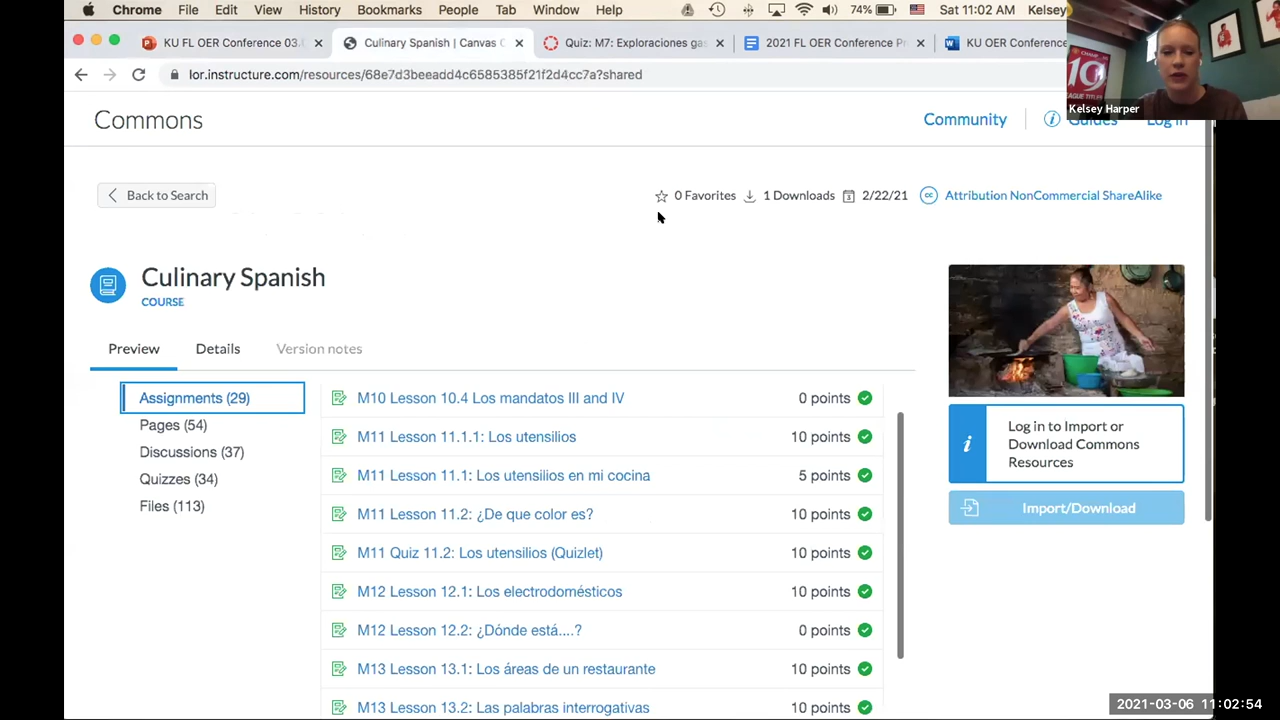 Chrome File Edit View History Bookmarks People Tab Window Help 74% Sat 11:02 AM Kelsey
KU FL OER Conference 03. Culinary Spanish | Canvas C Quiz: M7: Exploraciones gas 2021 FL OER Conference P KU OER Conference
lor.instructure.com/resources/68e7d3beeadd4c6585385f21f2d4cc7a?shared
19
LEAGUE TITLES
Kelsey Harper
Commons
Community
Guides
Log In
Back to Search
0 Favorites 1 Downloads 2/22/21 Attribution NonCommercial ShareAlike
Culinary Spanish
COURSE
Preview Details Version notes
Assignments (29)
Pages (54)
Discussions (37)
Quizzes (34)
Files (113)
M10 Lesson 10.4 Los mandatos III and IV 0 points
M11 Lesson 11.1.1: Los utensilios 10 points
M11 Lesson 11.1: Los utensilios en mi cocina 5 points
M11 Lesson 11.2: ¿De que color es? 10 points
M11 Quiz 11.2: Los utensilios (Quizlet) 10 points
M12 Lesson 12.1: Los electrodomésticos 10 points
M12 Lesson 12.2: ¿Dónde está....? 0 points
M13 Lesson 13.1: Los áreas de un restaurante 10 points
M13 Lesson 13.2: Las palabras interrogativas 10 points
Log in to Import or
Download Commons
Resources
Import/Download
2021-03-06 11:02:54